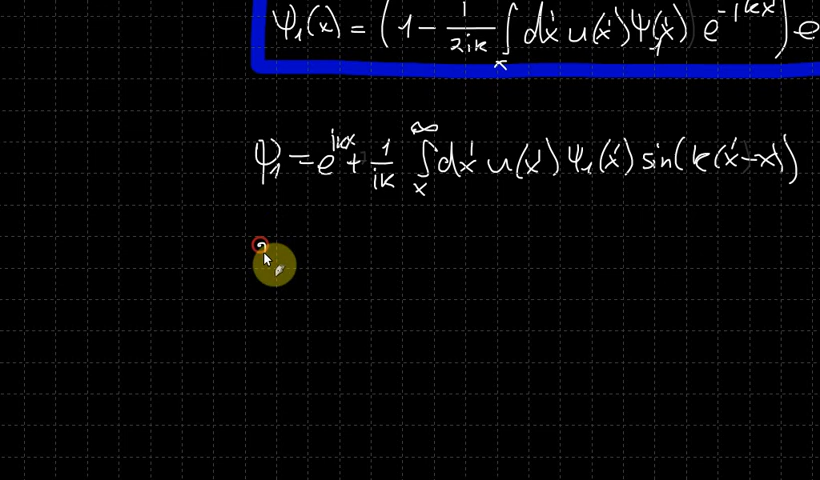 ψ₁(x) = (1 − 1/2ik ∫ₓ dx' u(x') ψ₁(x') e^{-ikx'}) e
ψ₁ = e^{ikx} + 1/ik ∫ₓ^∞ dx' u(x') ψ₁(x') sin(k(x'−x))